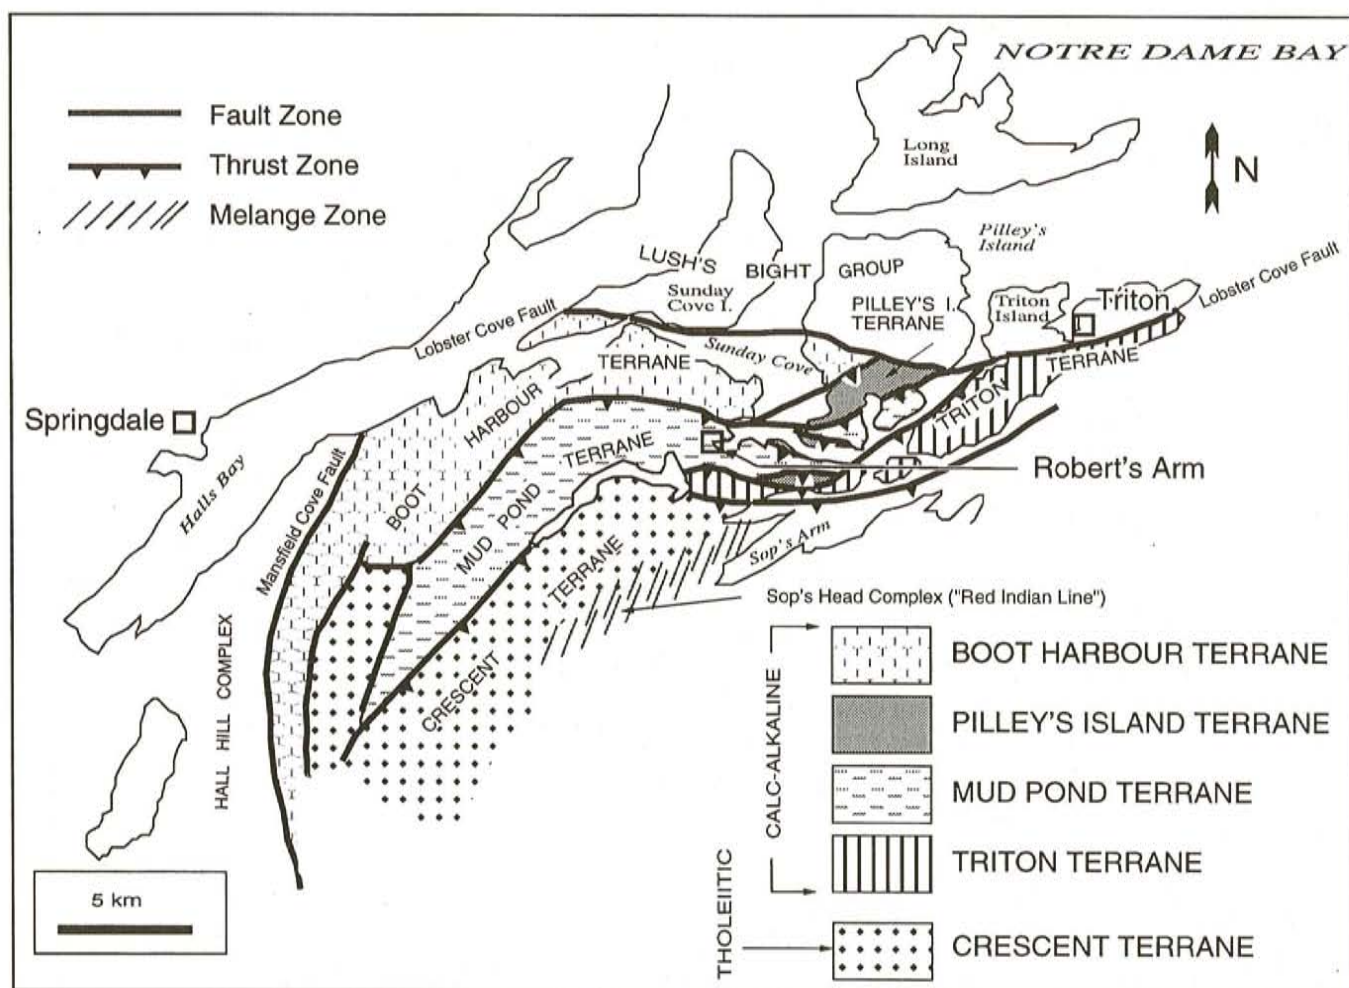 NOTRE DAME BAY
Fault Zone
Thrust Zone
Melange Zone
Long
Island
N
Pilley's
Island
LUSH'S BIGHT GROUP
Sunday
Cove I.
PILLEY'S I.
TERRANE
Triton
Island
Triton
Lobster Cove Fault
Lobster Cove Fault
Sunday Cove
TERRANE
TRITON TERRANE
Springdale
Halls Bay
Mansfield Cove Fault
BOOT HARBOUR
MUD POND TERRANE
Robert's Arm
Sop's Arm
CRESCENT TERRANE
Sop's Head Complex ("Red Indian Line")
HALL HILL COMPLEX
CALC-ALKALINE
BOOT HARBOUR TERRANE
PILLEY'S ISLAND TERRANE
MUD POND TERRANE
TRITON TERRANE
THOLEIITIC
CRESCENT TERRANE
5 km